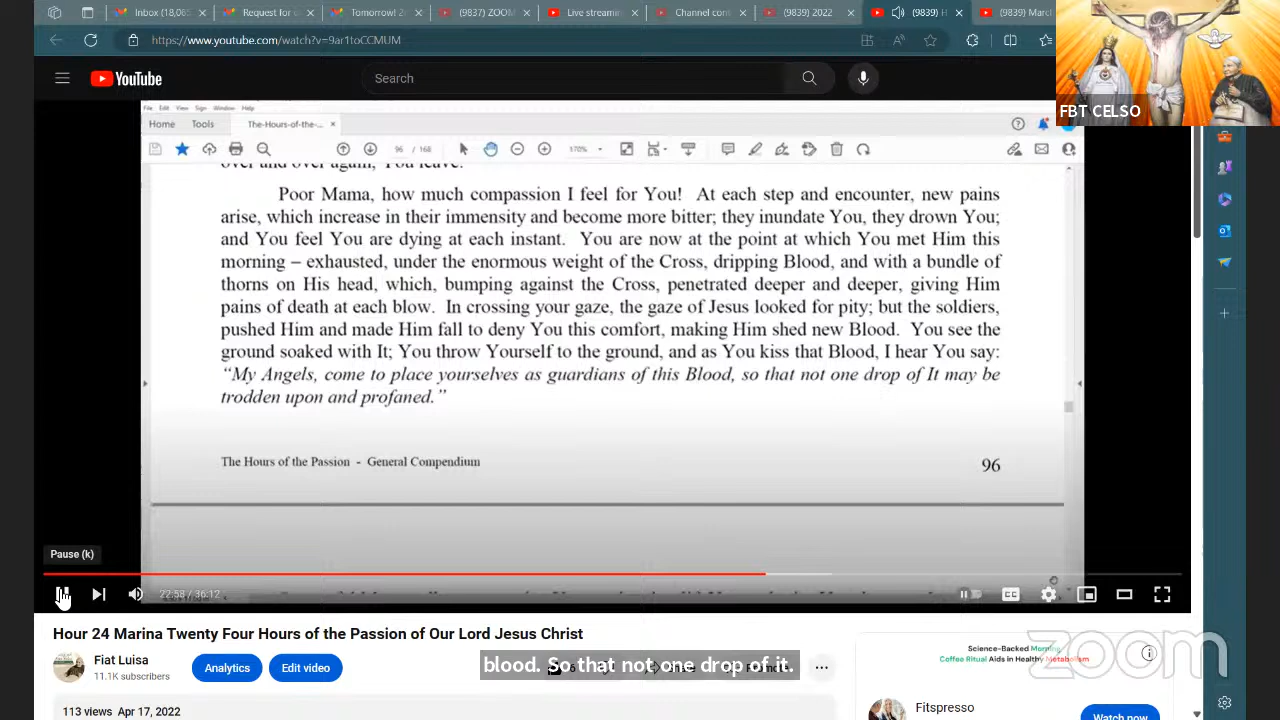 Inbox (18,065
Request for u
Tomorrow! 2
(9837) ZOOM
Live streamin
Channel cont
(9839) 2022
(9839) H
(9839) March
https://www.youtube.com/watch?v=9ar1toCCMUM
FBT CELSO
YouTube
Search
File Edit View Sign Window Help
Home Tools The-Hours-of-the-...
96 / 168
170%
over and over again, You leave.
Poor Mama, how much compassion I feel for You! At each step and encounter, new pains
arise, which increase in their immensity and become more bitter; they inundate You, they drown You;
and You feel You are dying at each instant. You are now at the point at which You met Him this
morning – exhausted, under the enormous weight of the Cross, dripping Blood, and with a bundle of
thorns on His head, which, bumping against the Cross, penetrated deeper and deeper, giving Him
pains of death at each blow. In crossing your gaze, the gaze of Jesus looked for pity; but the soldiers,
pushed Him and made Him fall to deny You this comfort, making Him shed new Blood. You see the
ground soaked with It; You throw Yourself to the ground, and as You kiss that Blood, I hear You say:
“My Angels, come to place yourselves as guardians of this Blood, so that not one drop of It may be
trodden upon and profaned.”
The Hours of the Passion - General Compendium
96
Pause (k)
22:58 / 36:12
CC
Hour 24 Marina Twenty Four Hours of the Passion of Our Lord Jesus Christ
Fiat Luisa
11.1K subscribers
Analytics
Edit video
blood. So that not one drop of it.
113 views Apr 17, 2022
Science-Backed Morning
Coffee Ritual Aids in Healthy Metabolism
zoom
Fitspresso
Watch now